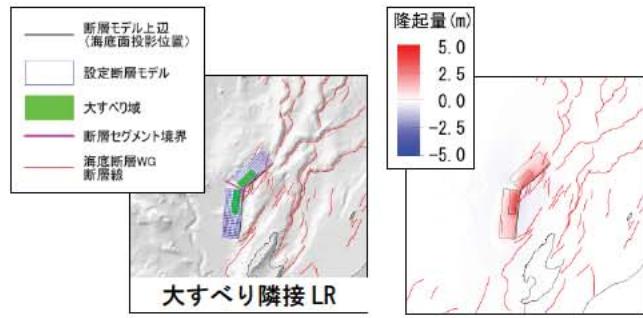 断層モデル上辺
(海底面投影位置)
設定断層モデル
大すべり域
断層セグメント境界
海底断層WG
断層線
大すべり隣接LR
隆起量(m)
5.0
2.5
0.0
-2.5
-5.0